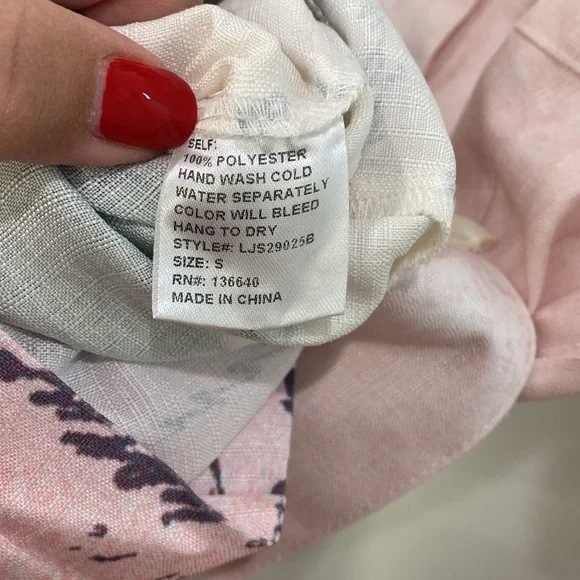 SELF:
100% POLYESTER
HAND WASH COLD
WATER SEPARATELY
COLOR WILL BLEED
HANG TO DRY
STYLE#: LJS29025B
SIZE: S
RN#: 136640
MADE IN CHINA